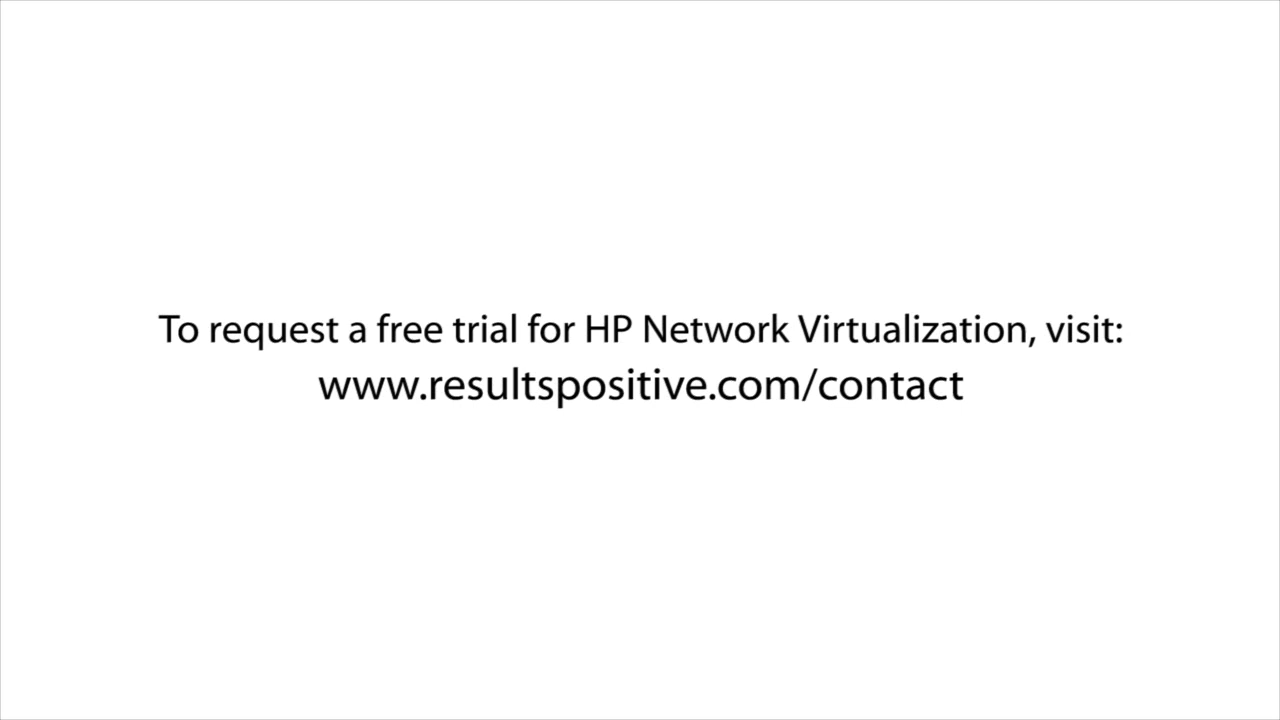 To request a free trial for HP Network Virtualization, visit:
www.resultspositive.com/contact